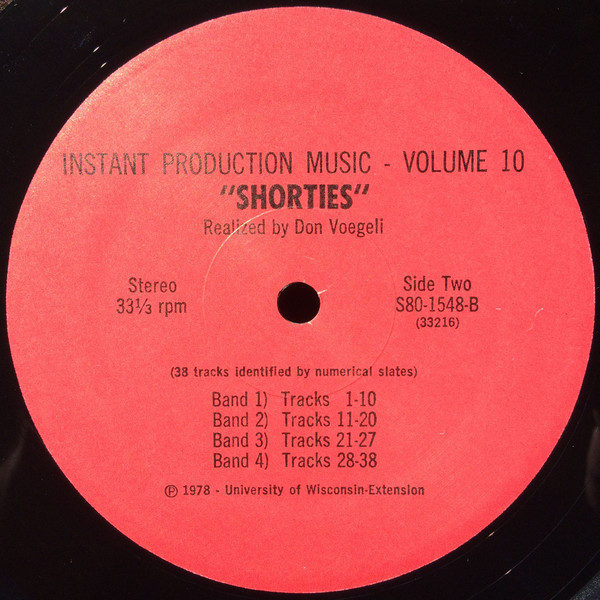 INSTANT PRODUCTION MUSIC - VOLUME 10
"SHORTIES"
Realized by Don Voegeli
Stereo
33⅓ rpm
Side Two
S80-1548-B
(33216)
(38 tracks identified by numerical slates)
Band 1) Tracks 1-10
Band 2) Tracks 11-20
Band 3) Tracks 21-27
Band 4) Tracks 28-38
℗ 1978 - University of Wisconsin-Extension